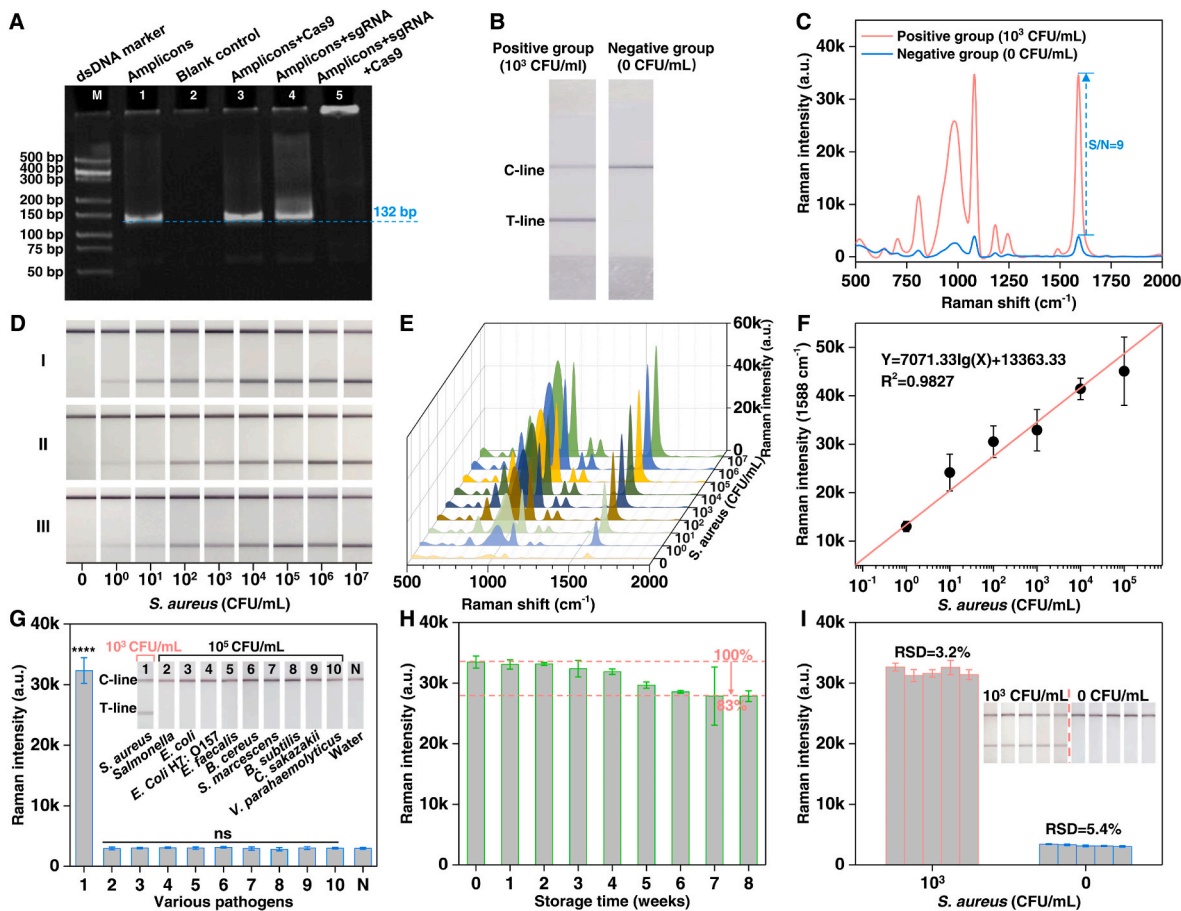 A
dsDNA marker
Amplicons
Blank control
Amplicons+Cas9
Amplicons+sgRNA
Amplicons+sgRNA
+Cas9
M 1 2 3 4 5
500 bp
400 bp
300 bp
200 bp
150 bp
100 bp
75 bp
50 bp
132 bp
B
Positive group
(10³ CFU/ml)
Negative group
(0 CFU/mL)
C-line
T-line
C
Positive group (10³ CFU/mL)
Negative group (0 CFU/mL)
S/N=9
Raman intensity (a.u.)
40k
30k
20k
10k
0
500 750 1000 1250 1500 1750 2000
Raman shift (cm⁻¹)
D
I
II
III
0 10⁰ 10¹ 10² 10³ 10⁴ 10⁵ 10⁶ 10⁷
S. aureus (CFU/mL)
E
60k
40k
20k
0
Raman intensity (a.u.)
10⁷
10⁶
10⁵
10⁴
10³
10²
10¹
10⁰
0
S. aureus (CFU/mL)
500 1000 1500 2000
Raman shift (cm⁻¹)
F
Y=7071.33lg(X)+13363.33
R²=0.9827
Raman intensity (1588 cm⁻¹)
50k
40k
30k
20k
10k
10⁻¹ 10⁰ 10¹ 10² 10³ 10⁴ 10⁵
S. aureus (CFU/mL)
G
40k
30k
20k
10k
0
Raman intensity (a.u.)
****
10³ CFU/mL
10⁵ CFU/mL
1 2 3 4 5 6 7 8 9 10 N
C-line
T-line
S. aureus
Salmonella
E. coli
E. Coli H7: O157
E. faecalis
B. cereus
S. marcescens
B. subtilis
C. sakazakii
V. parahaemolyticus
Water
ns
1 2 3 4 5 6 7 8 9 10 N
Various pathogens
H
40k
30k
20k
10k
0
Raman intensity (a.u.)
100%
83%
0 1 2 3 4 5 6 7 8
Storage time (weeks)
I
40k
30k
20k
10k
0
Raman intensity (a.u.)
RSD=3.2%
10³ CFU/mL
0 CFU/mL
RSD=5.4%
10³ 0
S. aureus (CFU/mL)